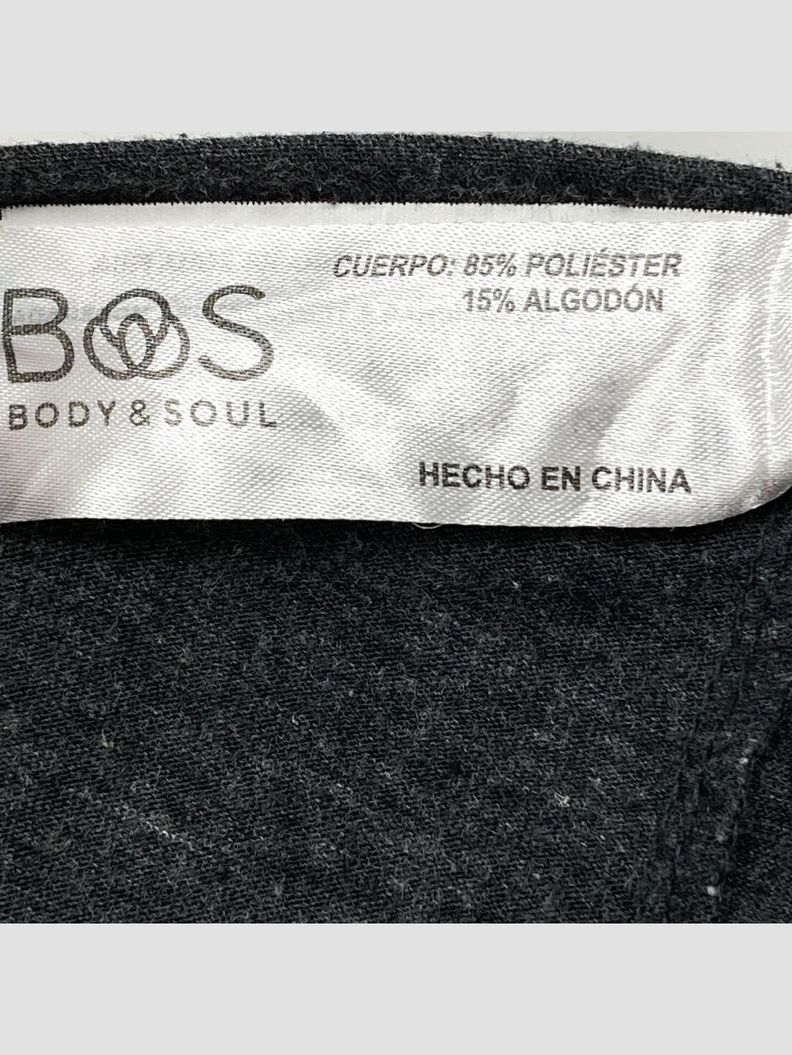 BOS
BODY & SOUL
CUERPO: 85% POLIÉSTER
15% ALGODÓN
HECHO EN CHINA